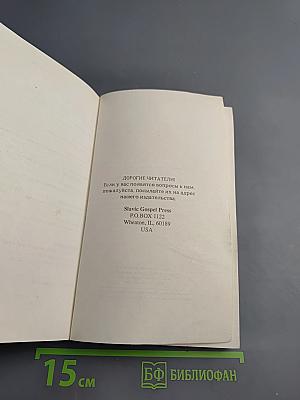 ДОРОГИЕ ЧИТАТЕЛИ!
Если у вас появятся вопросы к нам,
пожалуйста, посылайте их на адрес
нашего издательства:
Slavic Gospel Press
P.O.BOX 1122
Wheaton, IL, 60189
USA
15 см
БФ БИБЛИОФАН